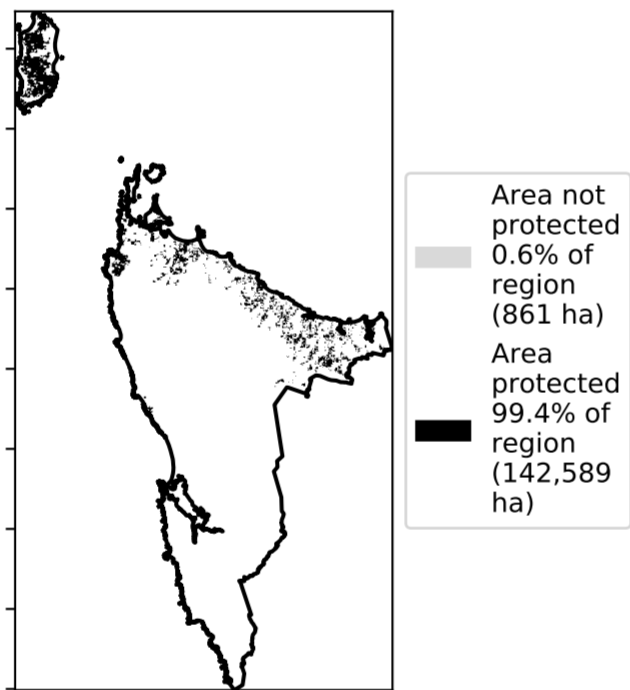 Area not
protected
0.6% of
region
(861 ha)
Area
protected
99.4% of
region
(142,589
ha)